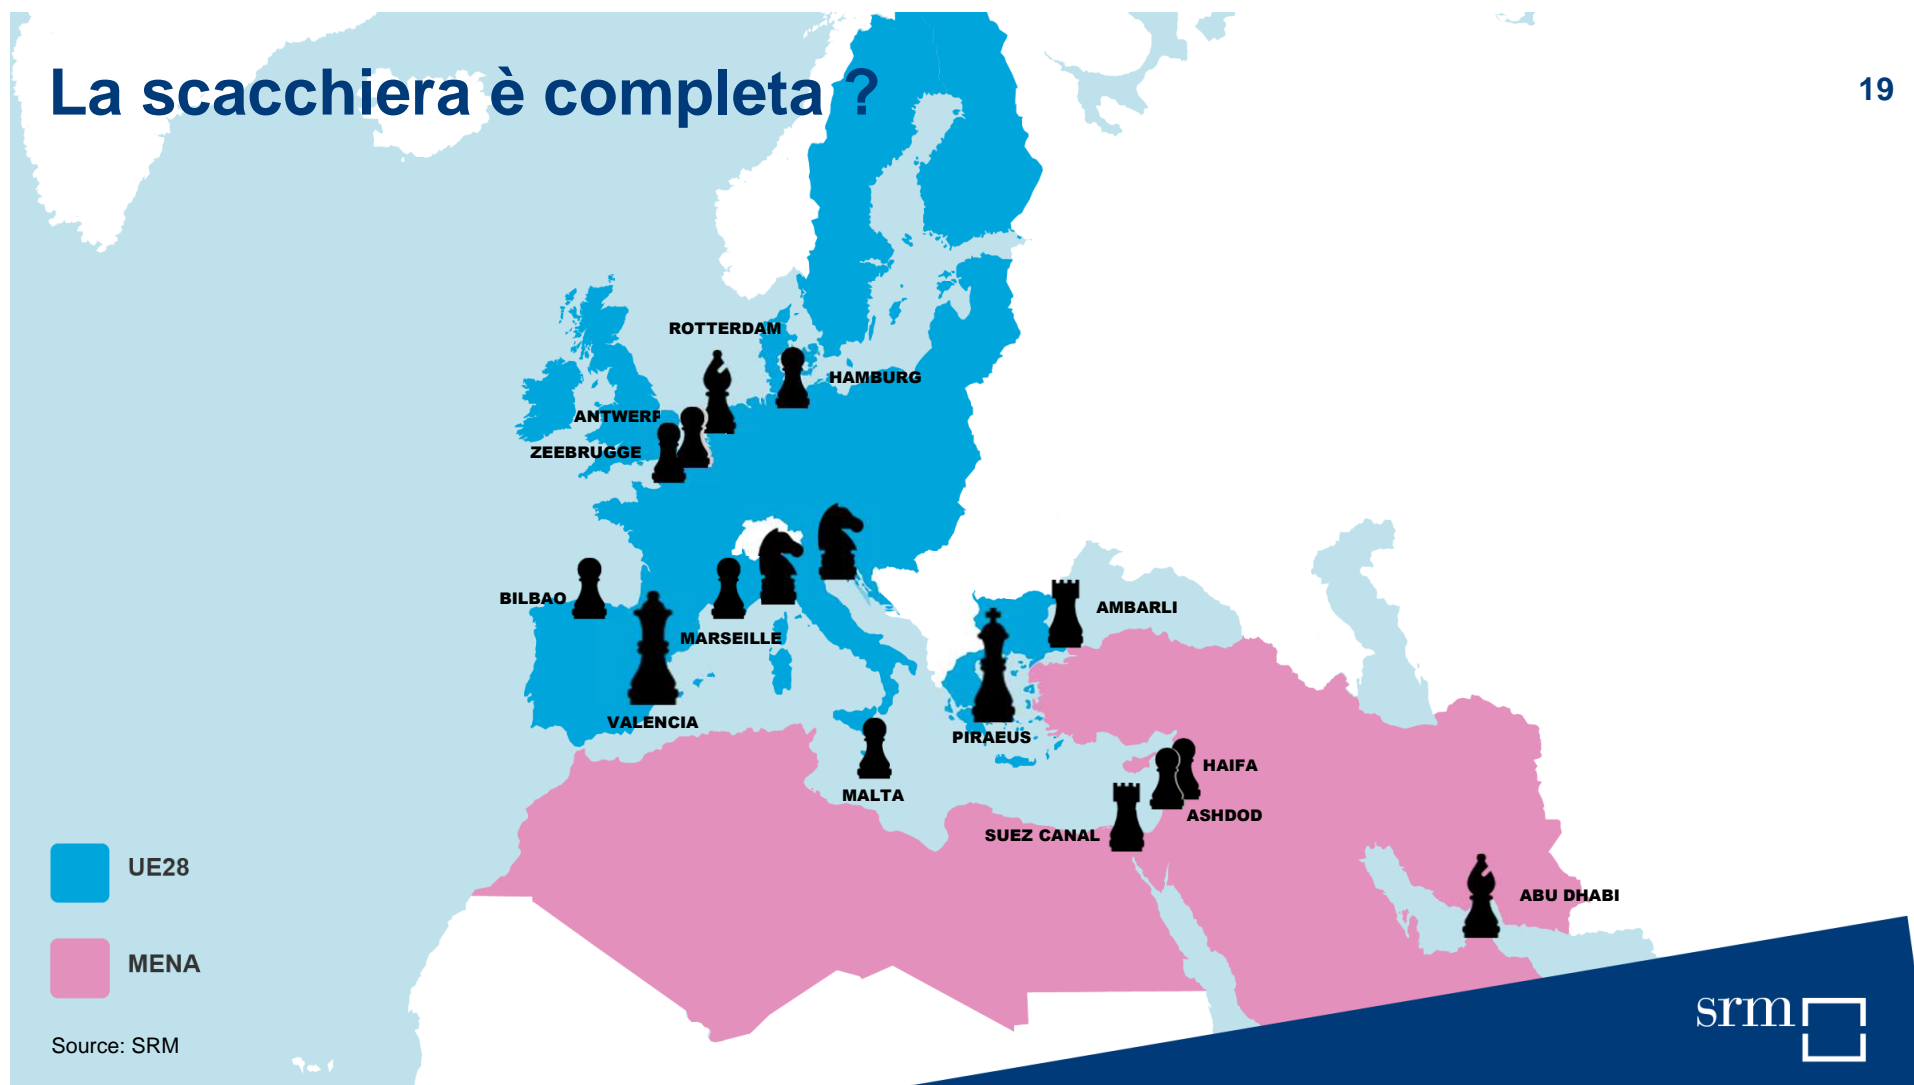 La scacchiera è completa ?
19
ROTTERDAM
HAMBURG
ANTWERP
ZEEBRUGGE
BILBAO
AMBARLI
MARSEILLE
VALENCIA
PIRAEUS
HAIFA
MALTA
ASHDOD
SUEZ CANAL
UE28
ABU DHABI
MENA
srm
Source: SRM